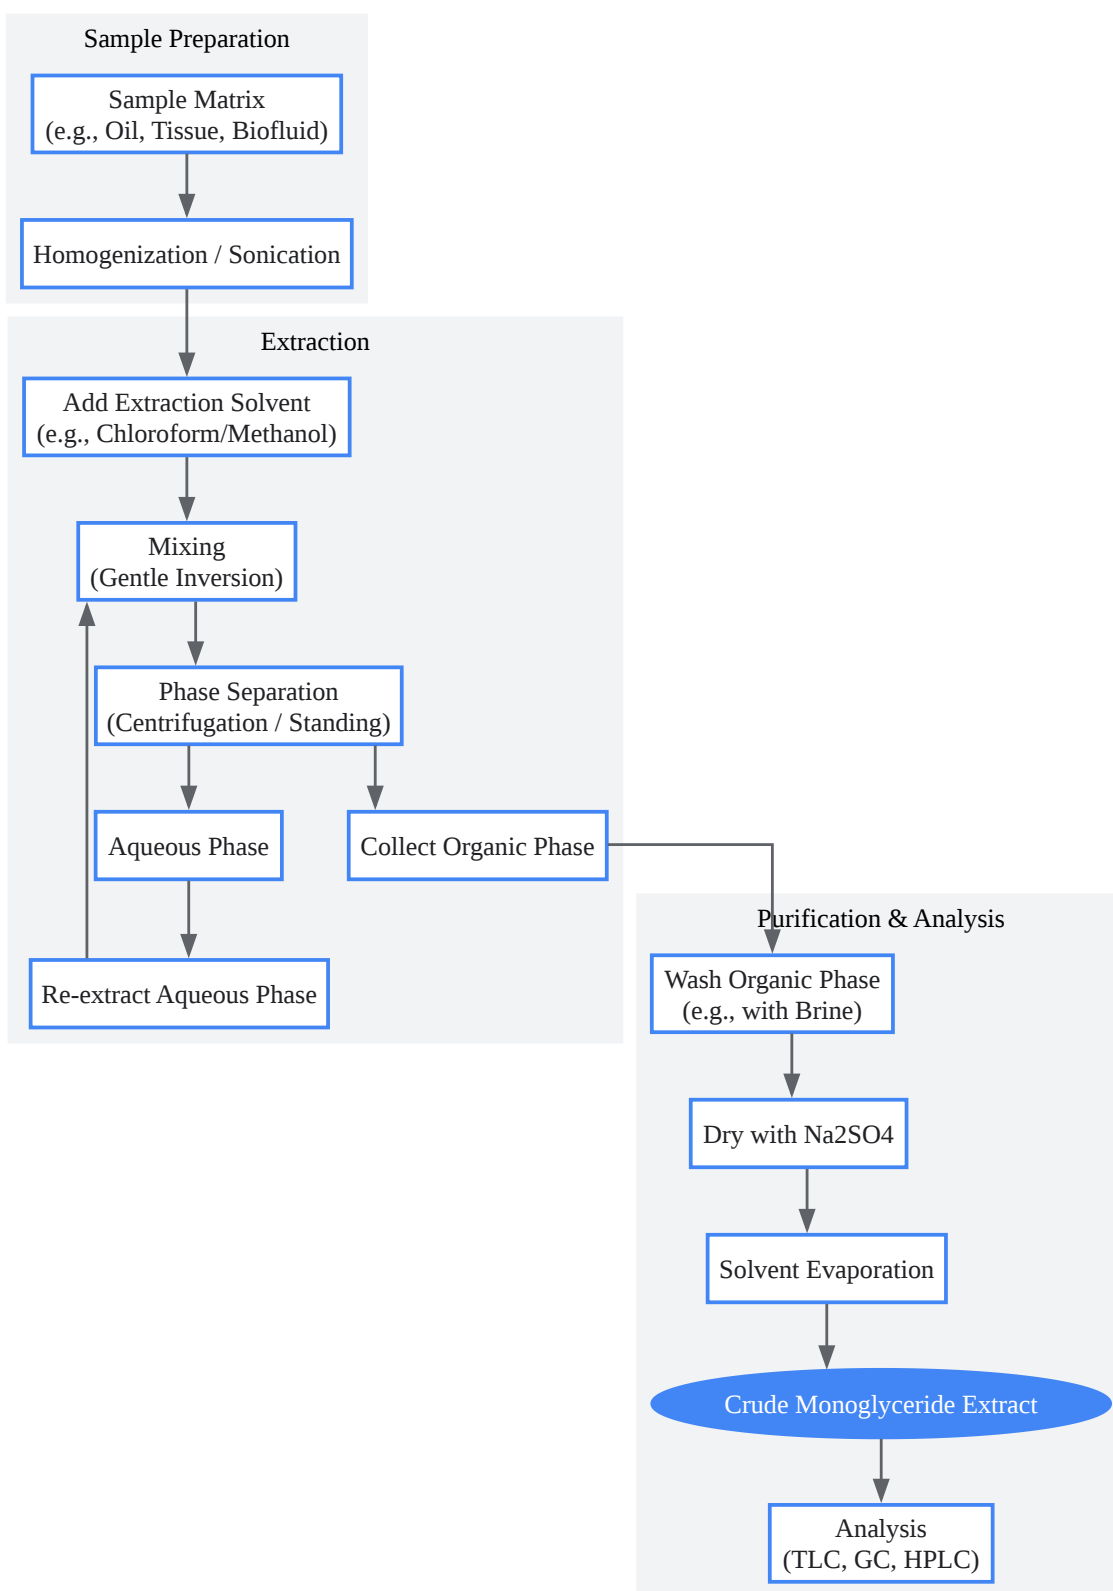 Sample Preparation
Sample Matrix
(e.g., Oil, Tissue, Biofluid)
Homogenization / Sonication
Extraction
Add Extraction Solvent
(e.g., Chloroform/Methanol)
Mixing
(Gentle Inversion)
Phase Separation
(Centrifugation / Standing)
Aqueous Phase
Collect Organic Phase
Re-extract Aqueous Phase
Purification & Analysis
Wash Organic Phase
(e.g., with Brine)
Dry with Na2SO4
Solvent Evaporation
Crude Monoglyceride Extract
Analysis
(TLC, GC, HPLC)